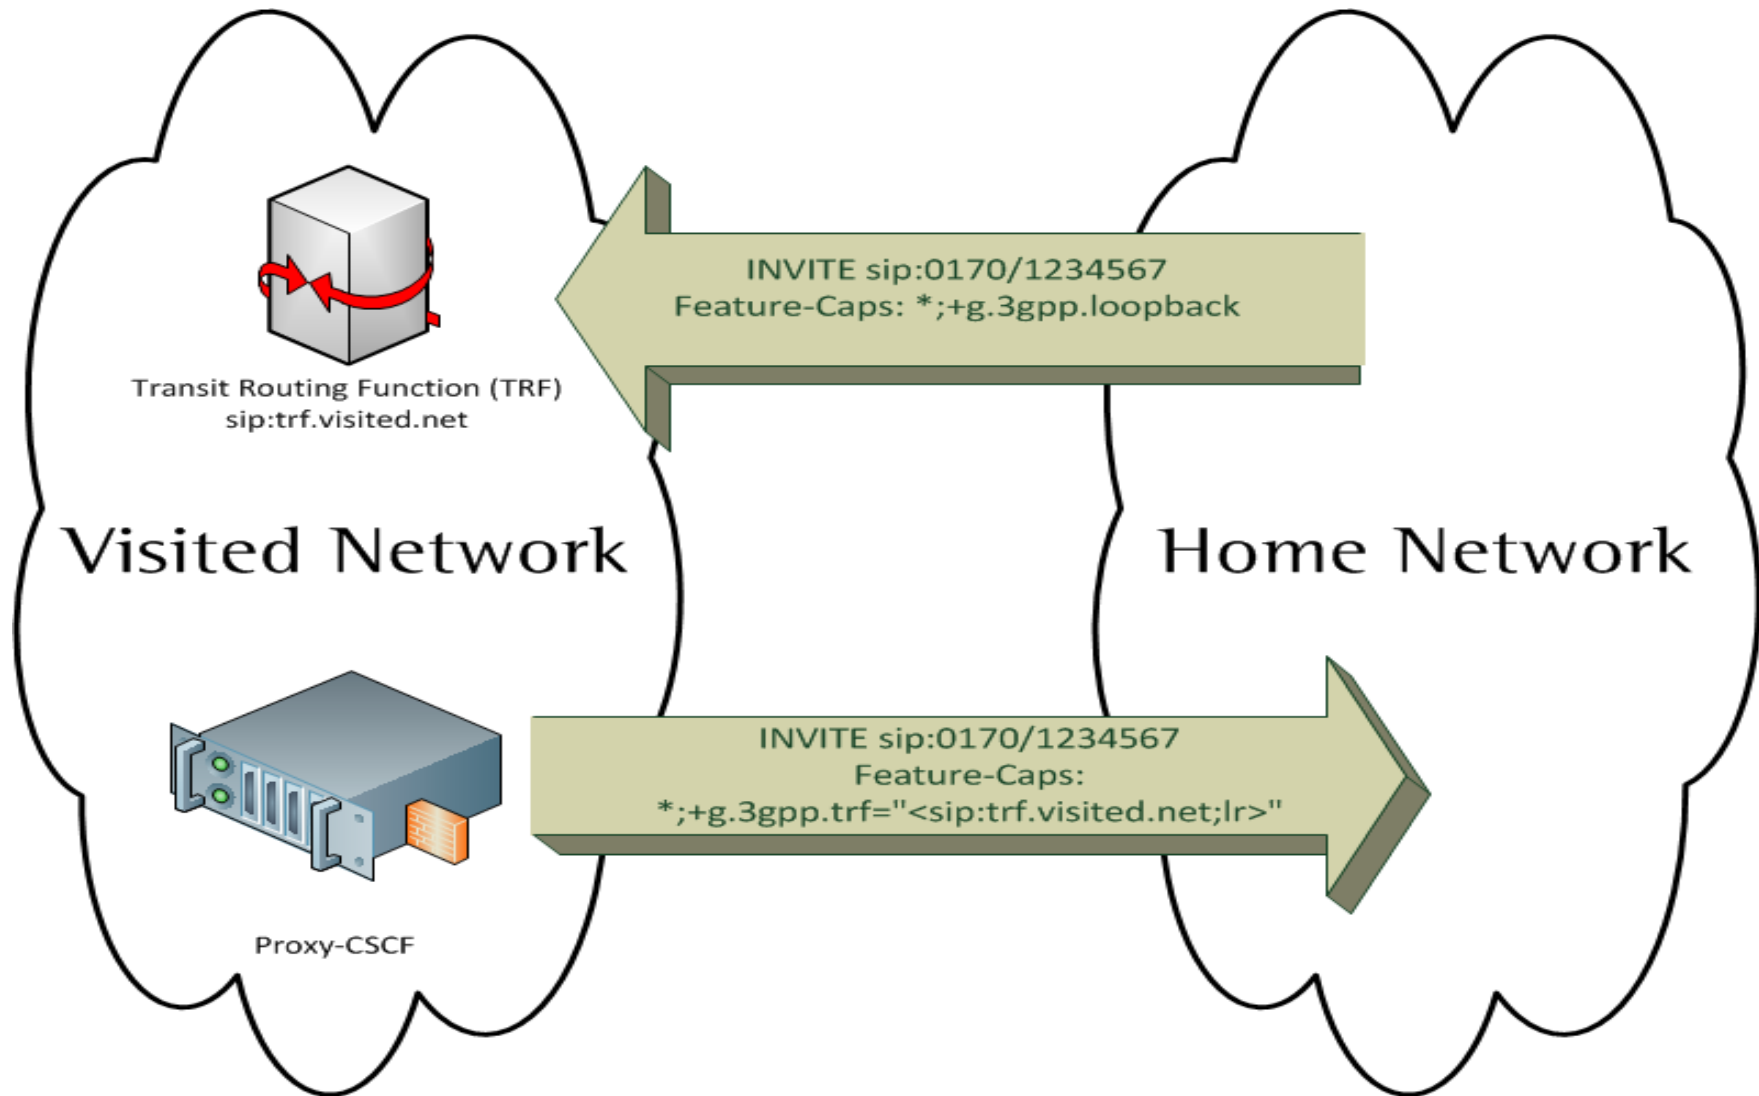 INVITE sip:0170/1234567
Feature-Caps: *;+g.3gpp.loopback
Transit Routing Function (TRF)
sip:trf.visited.net
Visited Network
Home Network
INVITE sip:0170/1234567
Feature-Caps:
*;+g.3gpp.trf="<sip:trf.visited.net;lr>"
Proxy-CSCF